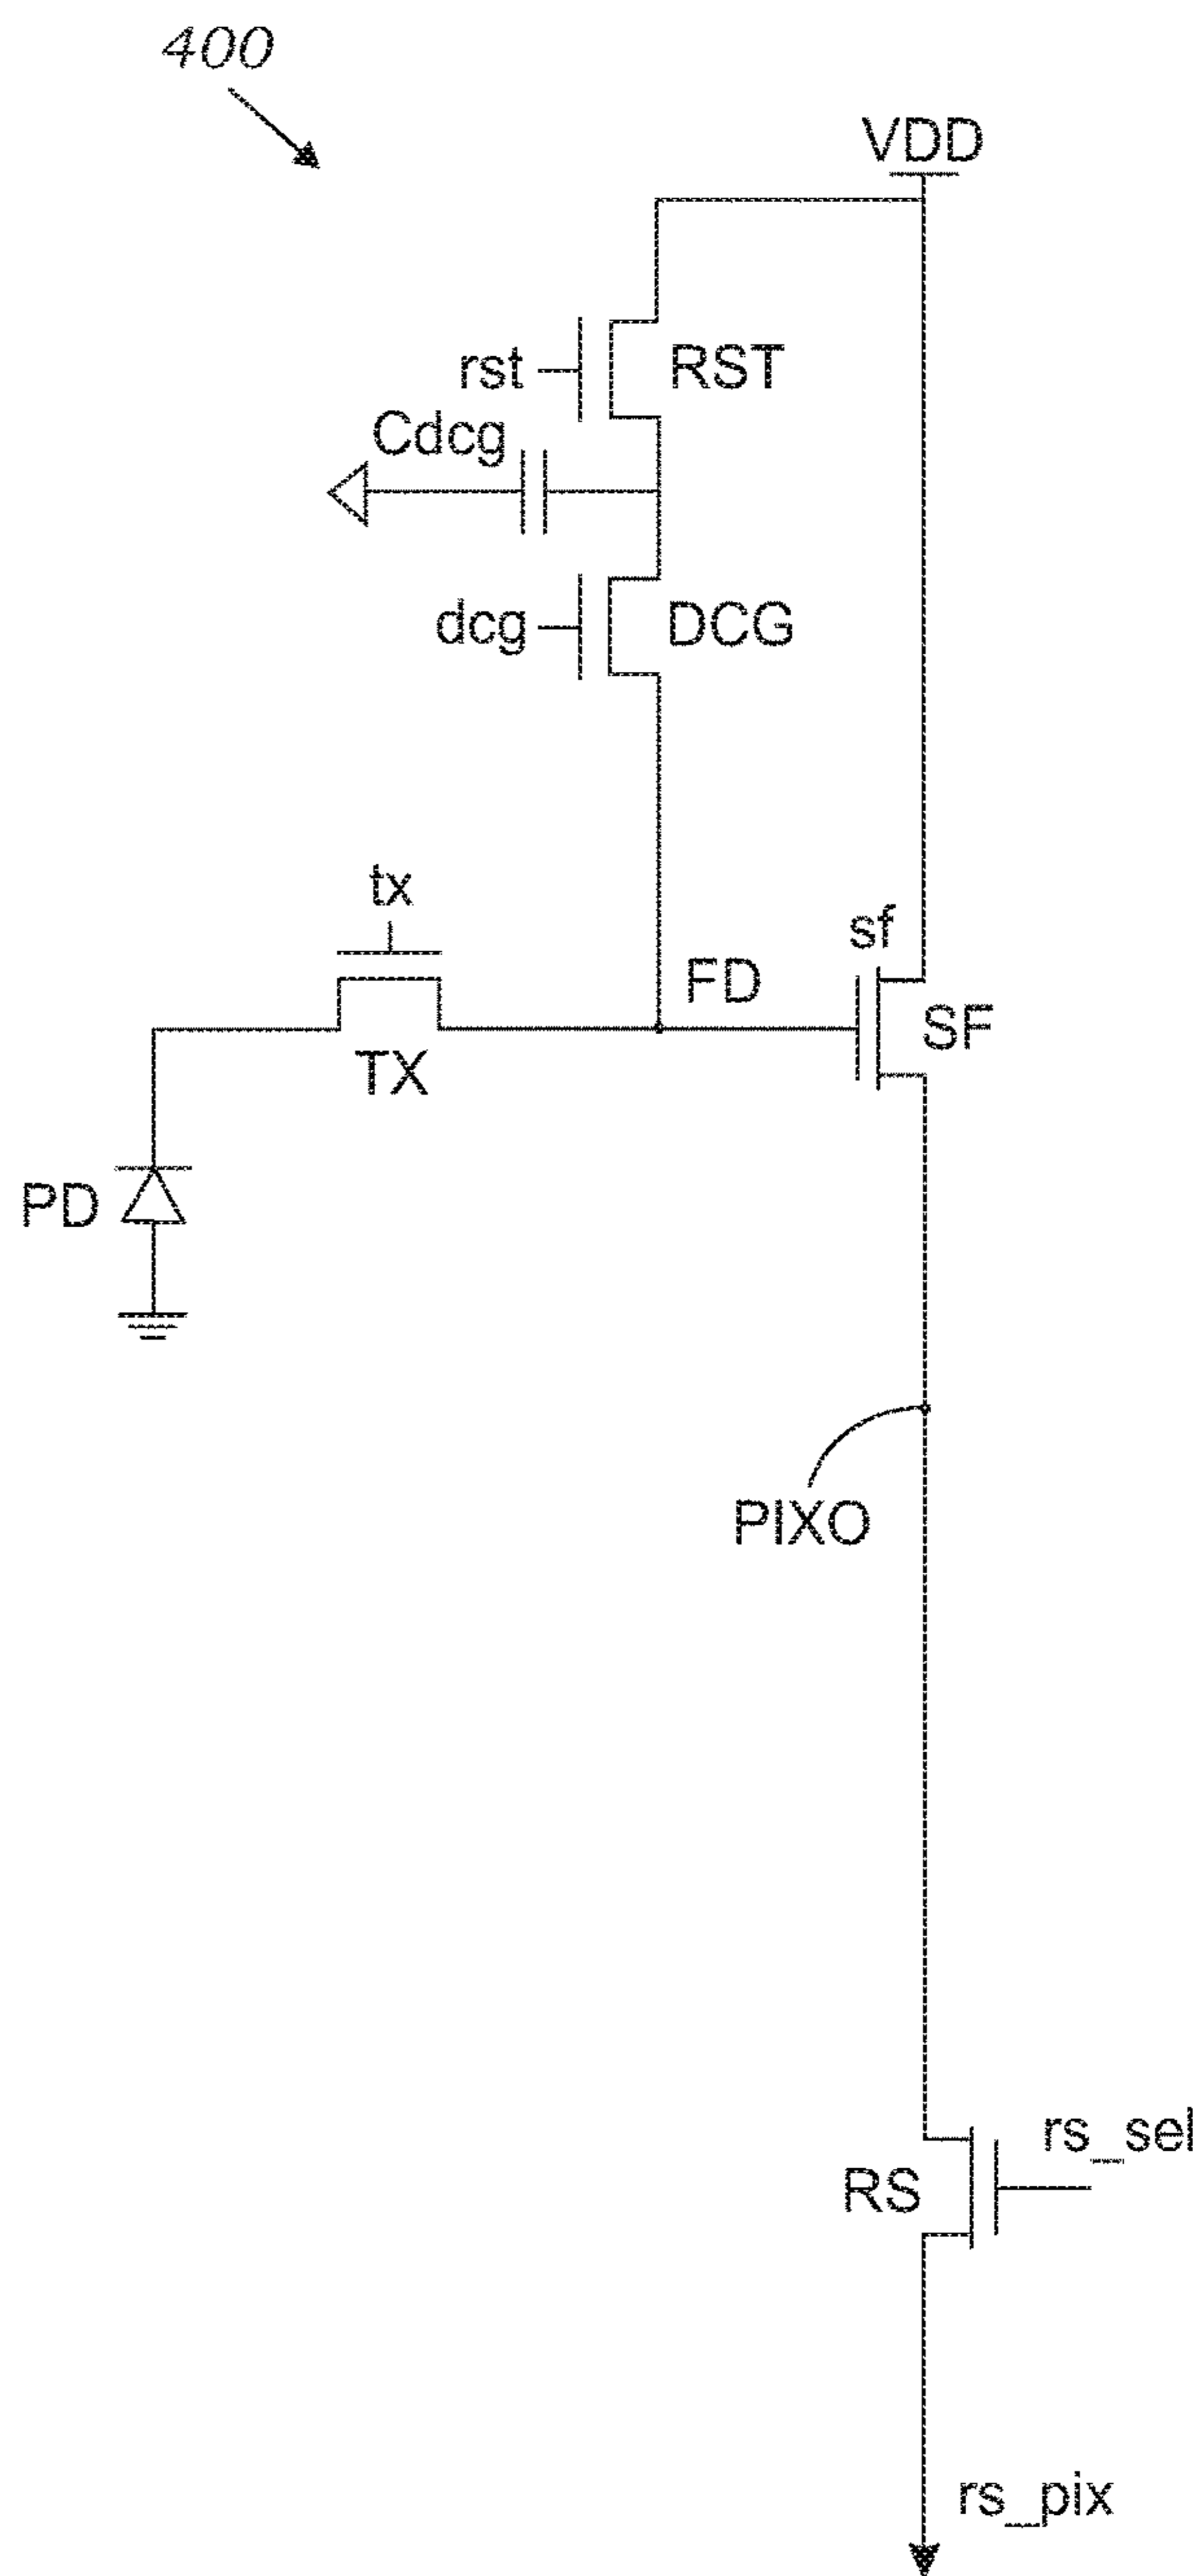 400
VDD
rst
RST
Cdcg
dcg
DCG
tx
TX
FD
sf
SF
PD
PIXO
rs_sel
RS
rs_pix